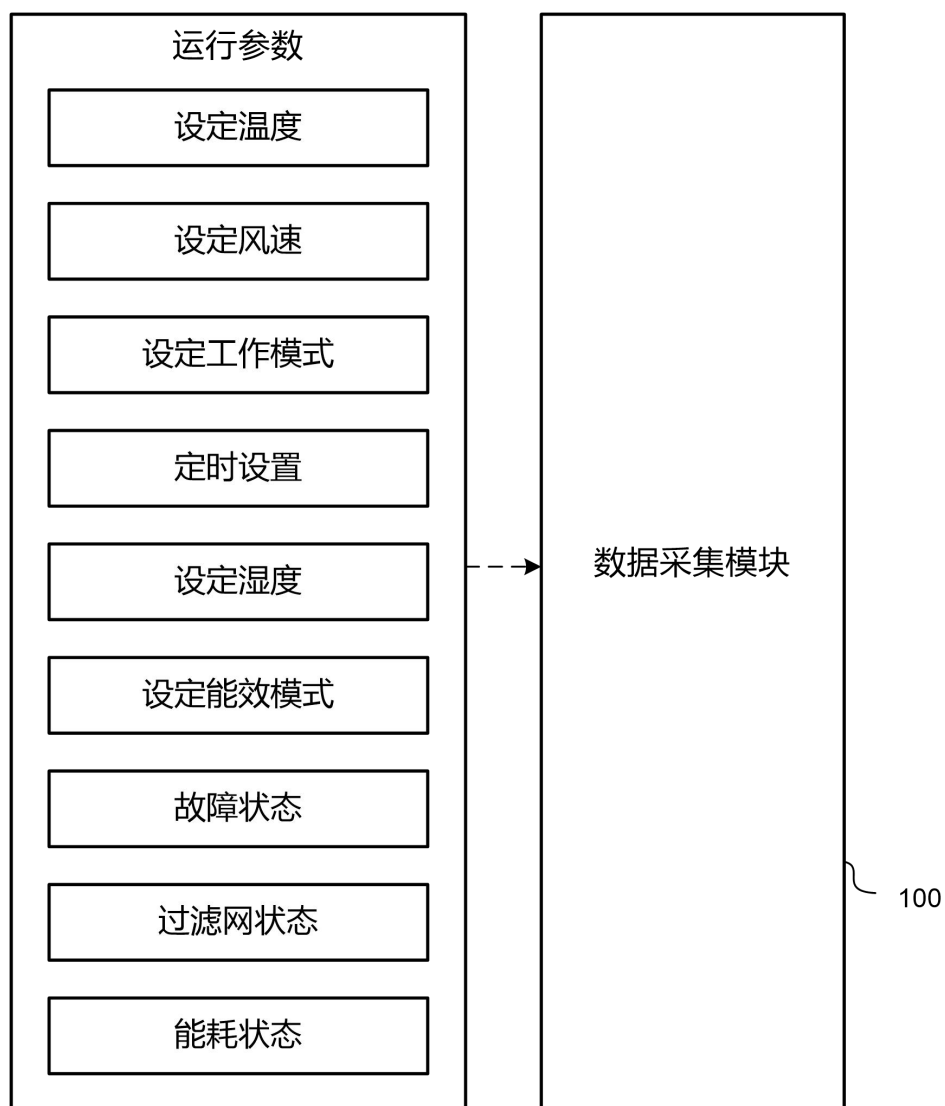 运行参数
设定温度
设定风速
设定工作模式
定时设置
设定湿度
设定能效模式
故障状态
过滤网状态
能耗状态
数据采集模块
100